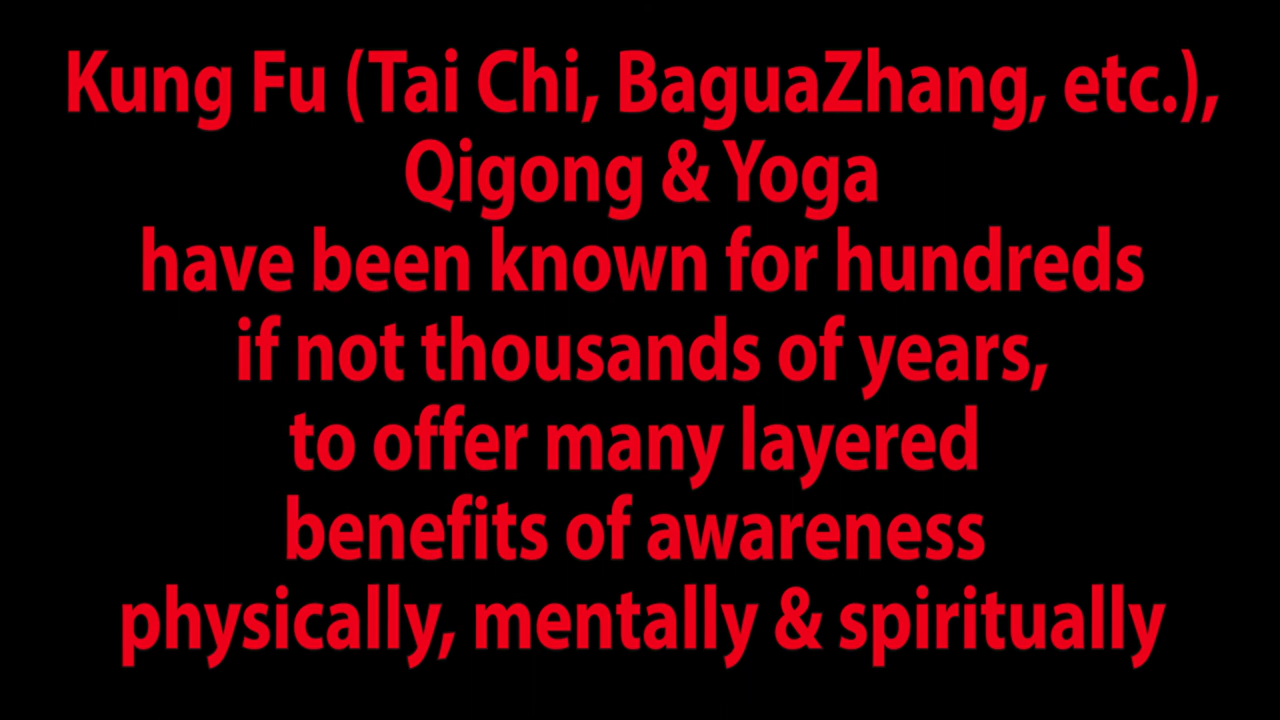 Kung Fu (Tai Chi, BaguaZhang, etc.),
Qigong & Yoga
have been known for hundreds
if not thousands of years,
to offer many layered
benefits of awareness
physically, mentally & spiritually